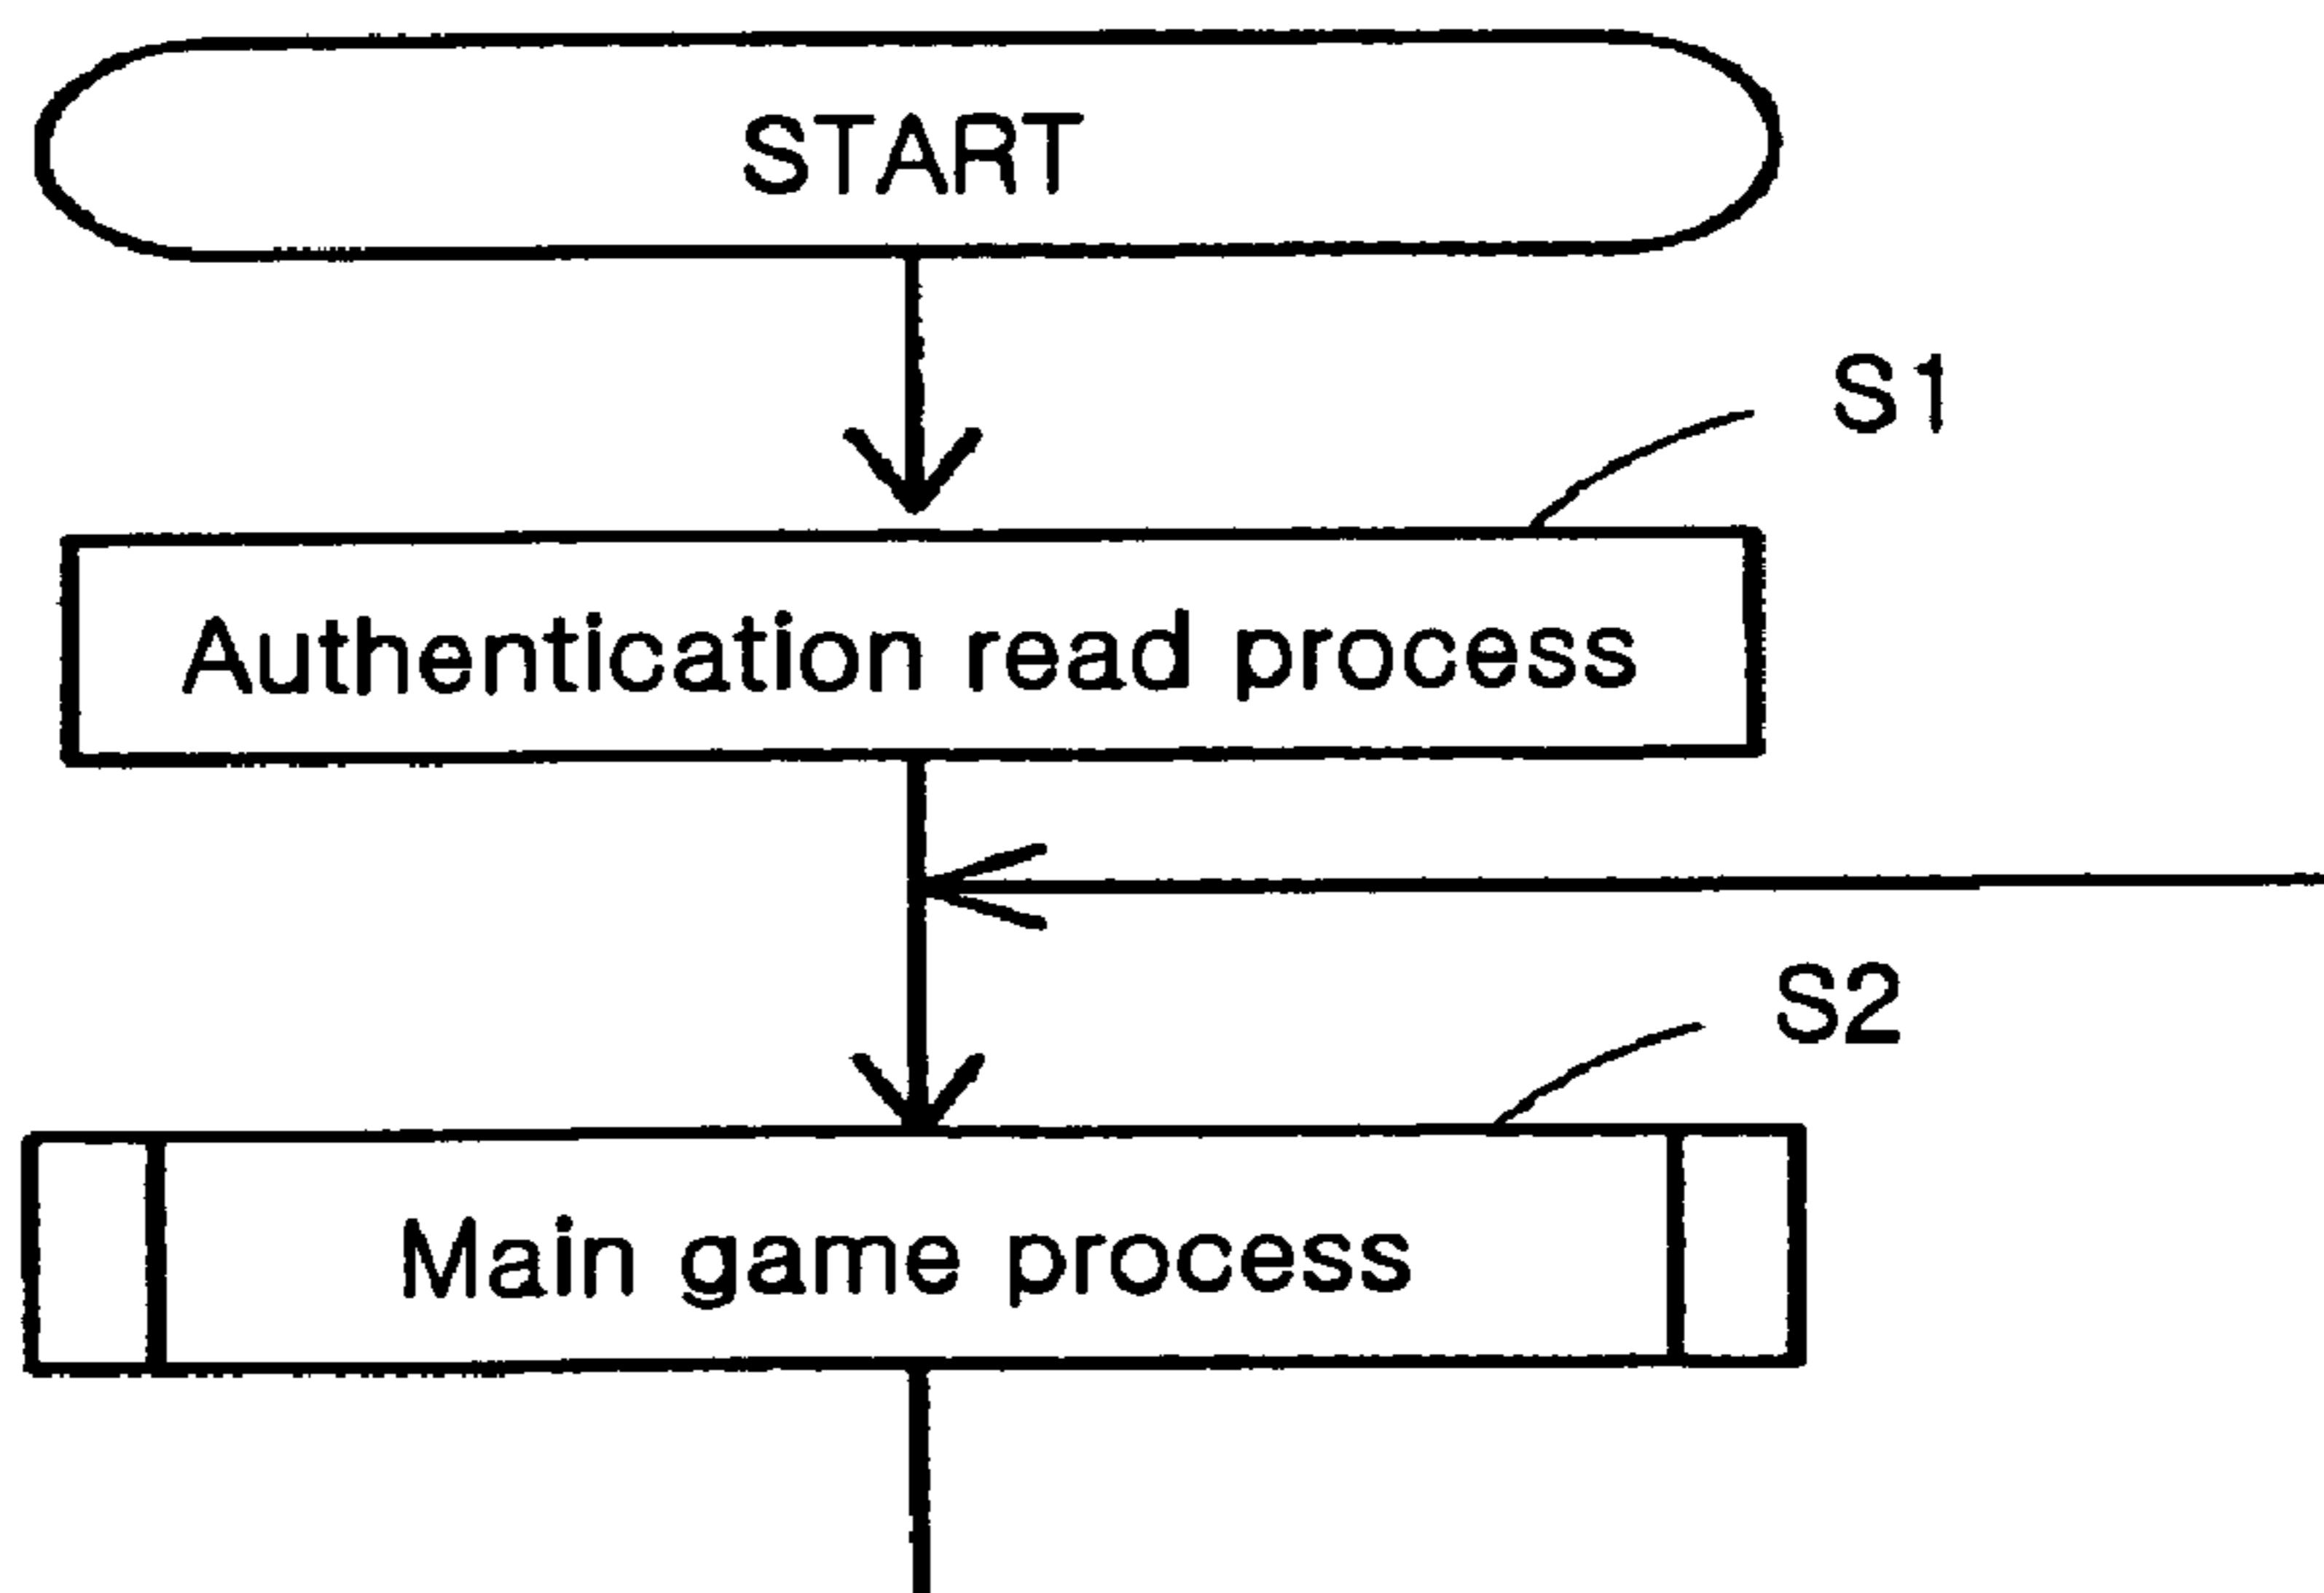 START
S1
Authentication read process
S2
Main game process